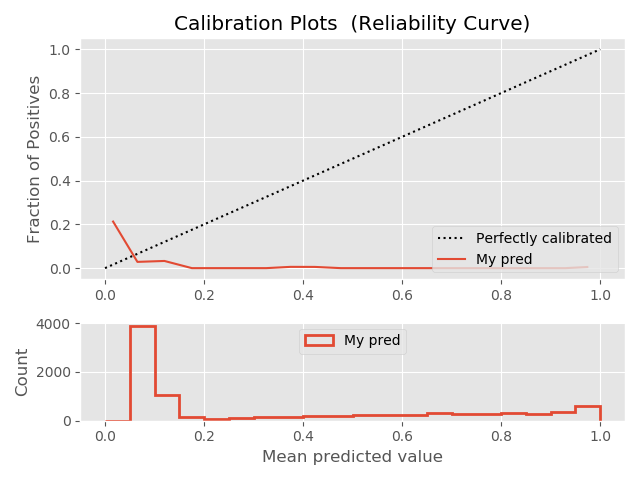 Calibration Plots  (Reliability Curve)
Fraction of Positives
1.0
0.8
0.6
0.4
0.2
0.0
Perfectly calibrated
My pred
0.0 0.2 0.4 0.6 0.8 1.0
Count
4000
2000
0
My pred
0.0 0.2 0.4 0.6 0.8 1.0
Mean predicted value